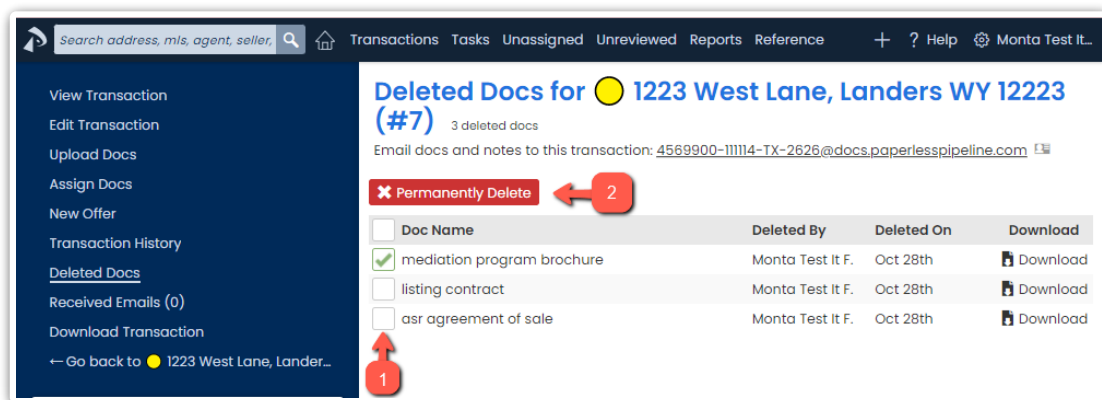 Search address, mls, agent, seller,
Transactions Tasks Unassigned Unreviewed Reports Reference + ? Help Monta Test It...
View Transaction
Edit Transaction
Upload Docs
Assign Docs
New Offer
Transaction History
Deleted Docs
Received Emails (0)
Download Transaction
← Go back to 1223 West Lane, Lander...
Deleted Docs for 1223 West Lane, Landers WY 12223
(#7) 3 deleted docs
Email docs and notes to this transaction: 4569900-111114-TX-2626@docs.paperlesspipeline.com
Permanently Delete 2
Doc Name Deleted By Deleted On Download
mediation program brochure Monta Test It F. Oct 28th Download
listing contract Monta Test It F. Oct 28th Download
asr agreement of sale Monta Test It F. Oct 28th Download
1